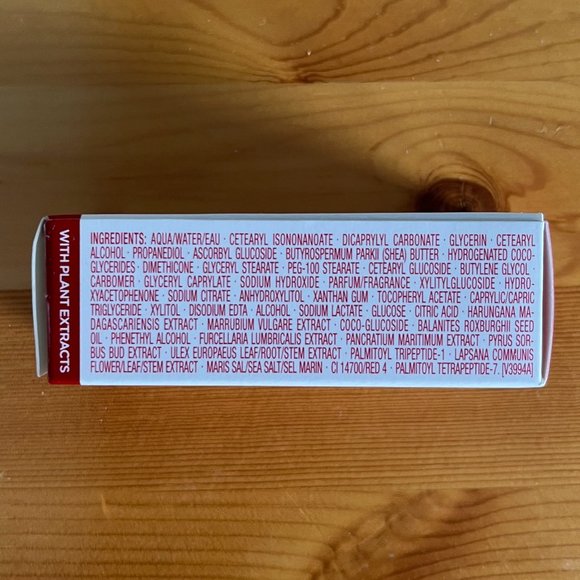 WITH PLANT EXTRACTS
INGREDIENTS: AQUA/WATER/EAU · CETEARYL ISONONANOATE · DICAPRYLYL CARBONATE · GLYCERIN · CETEARYL
ALCOHOL · PROPANEDIOL · ASCORBYL GLUCOSIDE · BUTYROSPERMUM PARKII (SHEA) BUTTER · HYDROGENATED COCO-
GLYCERIDES · DIMETHICONE · GLYCERYL STEARATE · PEG-100 STEARATE · CETEARYL GLUCOSIDE · BUTYLENE GLYCOL ·
CARBOMER · GLYCERYL CAPRYLATE · SODIUM HYDROXIDE · PARFUM/FRAGRANCE · XYLITYLGLUCOSIDE · HYDRO-
XYACETOPHENONE · SODIUM CITRATE · ANHYDROXYLITOL · XANTHAN GUM · TOCOPHERYL ACETATE · CAPRYLIC/CAPRIC
TRIGLYCERIDE · XYLITOL · DISODIUM EDTA · ALCOHOL · SODIUM LACTATE · GLUCOSE · CITRIC ACID · HARUNGANA MA-
DAGASCARIENSIS EXTRACT · MARRUBIUM VULGARE EXTRACT · COCO-GLUCOSIDE · BALANITES ROXBURGHII SEED
OIL · PHENETHYL ALCOHOL · FURCELLARIA LUMBRICALIS EXTRACT · PANCRATIUM MARITIMUM EXTRACT · PYRUS SOR-
BUS BUD EXTRACT · ULEX EUROPAEUS LEAF/ROOT/STEM EXTRACT · PALMITOYL TRIPEPTIDE-1 · LAPSANA COMMUNIS
FLOWER/LEAF/STEM EXTRACT · MARIS SAL/SEA SALT/SEL MARIN · CI 14700/RED 4 · PALMITOYL TETRAPEPTIDE-7. [V3994A]